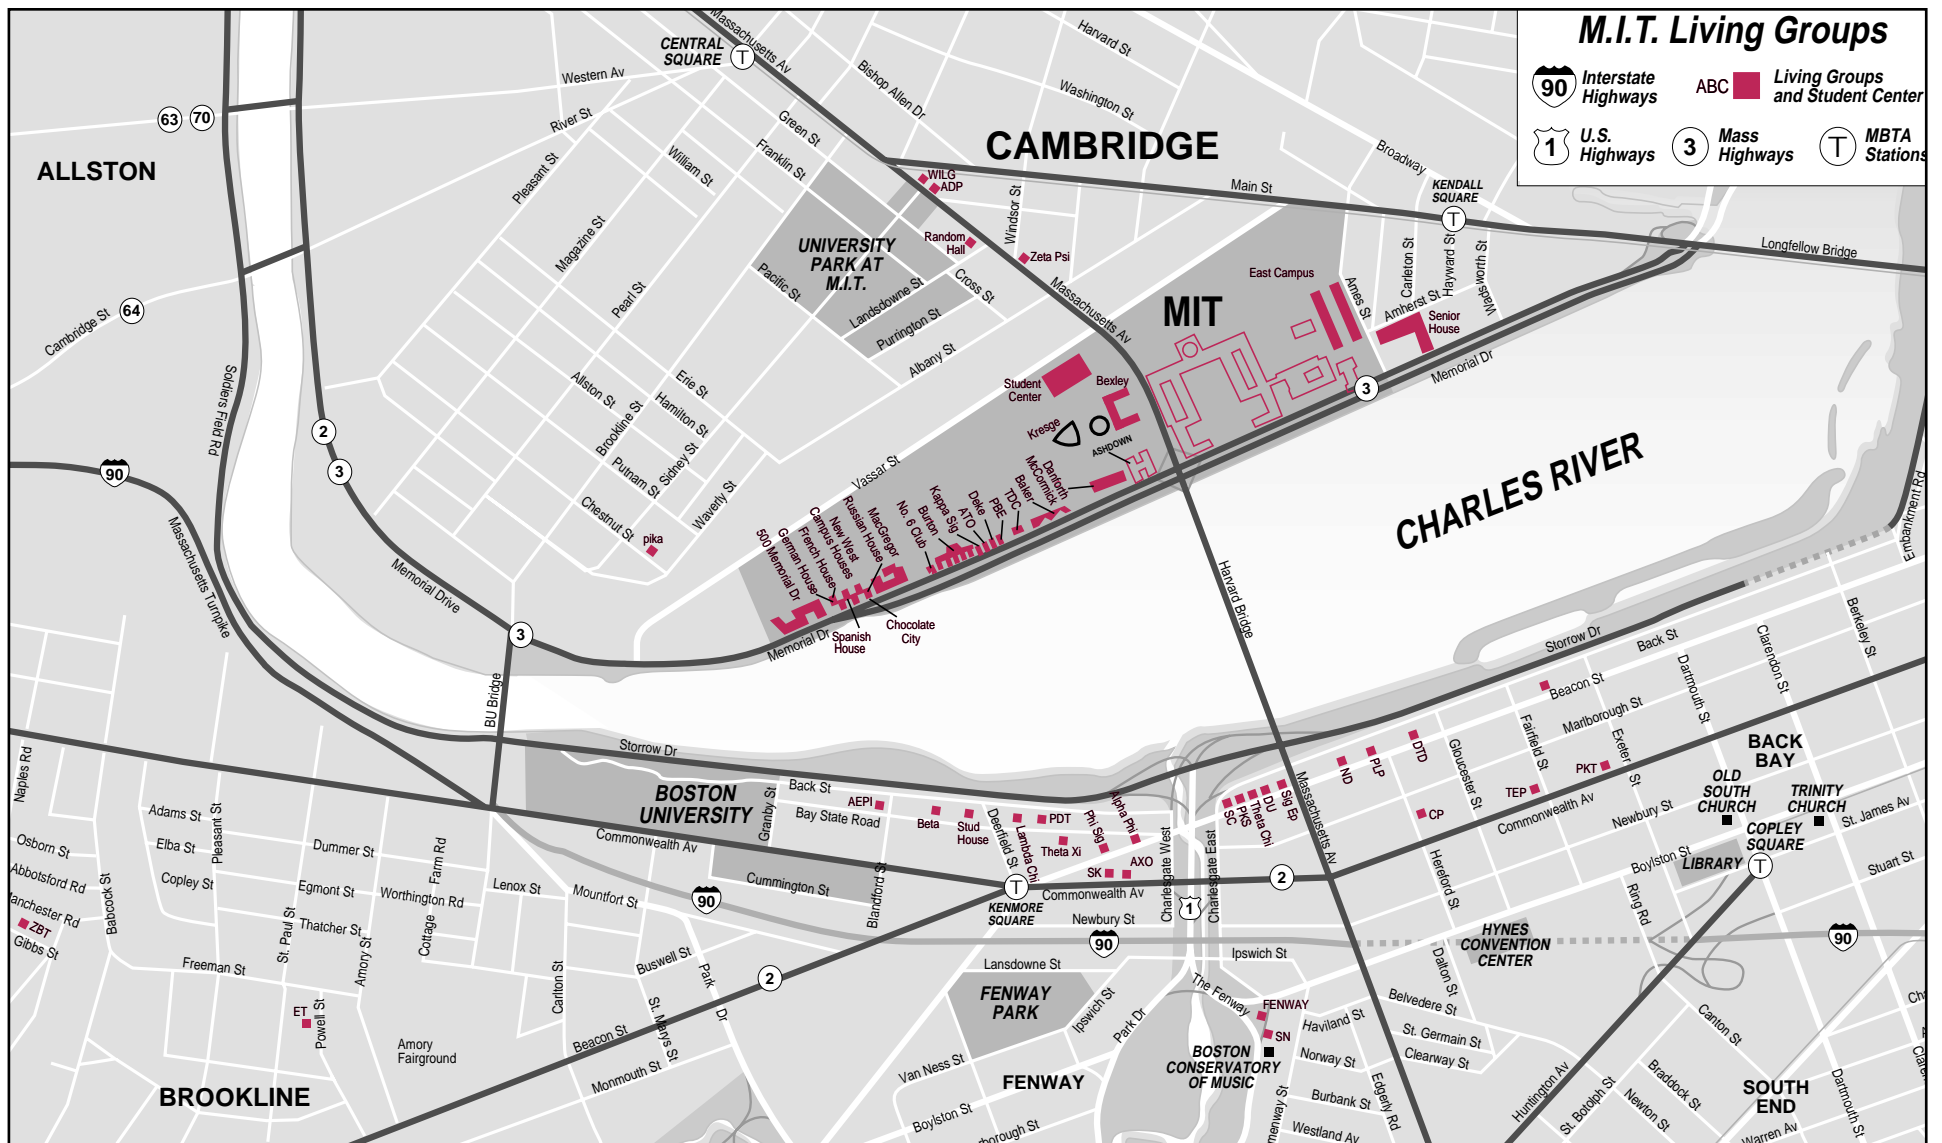 M.I.T. Living Groups
90
Interstate
Highways
ABC
Living Groups
and Student Center
1
U.S.
Highways
3
Mass
Highways
T
MBTA
Stations
CENTRAL
SQUARE
T
Massachusetts Av
Harvard St
Bishop Allen Dr
Washington St
Western Av
River St
63
70
ALLSTON
CAMBRIDGE
Green St
Franklin St
William St
Pleasant St
Magazine St
Pearl St
Broadway
KENDALL
SQUARE
T
Main St
Windsor St
WILG
ADP
Random
Hall
Zeta Psi
UNIVERSITY
PARK AT
M.I.T.
Pacific St
Landsdowne St
Cross St
Purrington St
Albany St
Massachusetts Av
Longfellow Bridge
Carleton St
Hayward St
Wadsworth St
Ames St
Amherst St
East Campus
Senior
House
MIT
Memorial Dr
3
64
Cambridge St
Soldiers Field Rd
2
3
90
Massachusetts Turnpike
Allston St
Erie St
Hamilton St
Brookline St
Sidney St
Putnam St
Chestnut St
Waverly St
pika
Vassar St
Student
Center
Bexley
Kresge
ASHDOWN
Danforth
McCormick
Baker
TDC
PBE
Deke
ATO
Kappa Sig
Burton
No. 6 Club
MacGregor
Russian House
New West
Campus Houses
French House
German House
500 Memorial Dr
Spanish
House
Chocolate
City
Memorial Dr
Memorial Drive
3
BU Bridge
CHARLES RIVER
Harvard Bridge
Embankment Rd
Storrow Dr
Back St
Beacon St
Marlborough St
Dartmouth St
Clarendon St
Berkeley St
Fairfield St
Exeter St
Gloucester St
Hereford St
Storrow Dr
BOSTON
UNIVERSITY
Granby St
Back St
Bay State Road
AEPI
Beta
Stud
House
Deerfield St
Lambda Chi
PDT
Theta Xi
Phi Sig
Alpha Phi
AXO
SK
Charlesgate West
Charlesgate East
SC
PKS
Theta Chi
DU
Sig Ep
ND
PLP
DTD
CP
TEP
PKT
Massachusetts Av
Commonwealth Av
Newbury St
Boylston St
BACK
BAY
OLD
SOUTH
CHURCH
TRINITY
CHURCH
COPLEY
SQUARE
T
LIBRARY
St. James Av
Stuart St
Ring Rd
Naples Rd
Adams St
Osborn St
Elba St
Abbotsford Rd
Copley St
Manchester Rd
ZBT
Gibbs St
Babcock St
Pleasant St
Dummer St
Egmont St
Worthington Rd
Farm Rd
Cottage
Thatcher St
St. Paul St
Amory St
Freeman St
ET
Powell St
Amory
Fairground
BROOKLINE
Commonwealth Av
Cummington St
Blandford St
Lenox St
Mountfort St
90
Carlton St
Buswell St
Park Dr
St. Marys St
2
Beacon St
Monmouth St
T
KENMORE
SQUARE
Commonwealth Av
2
Newbury St
1
90
Lansdowne St
Ipswich St
FENWAY
PARK
Ipswich St
Park Dr
The Fenway
FENWAY
SN
BOSTON
CONSERVATORY
OF MUSIC
Van Ness St
FENWAY
Boylston St
Haviland St
Norway St
Burbank St
Westland Av
Edgerly Rd
Belvedere St
St. Germain St
Clearway St
Dalton St
HYNES
CONVENTION
CENTER
90
Huntington Av
St. Botolph St
Canton St
Braddock St
Newton St
Warren Av
Dartmouth St
SOUTH
END